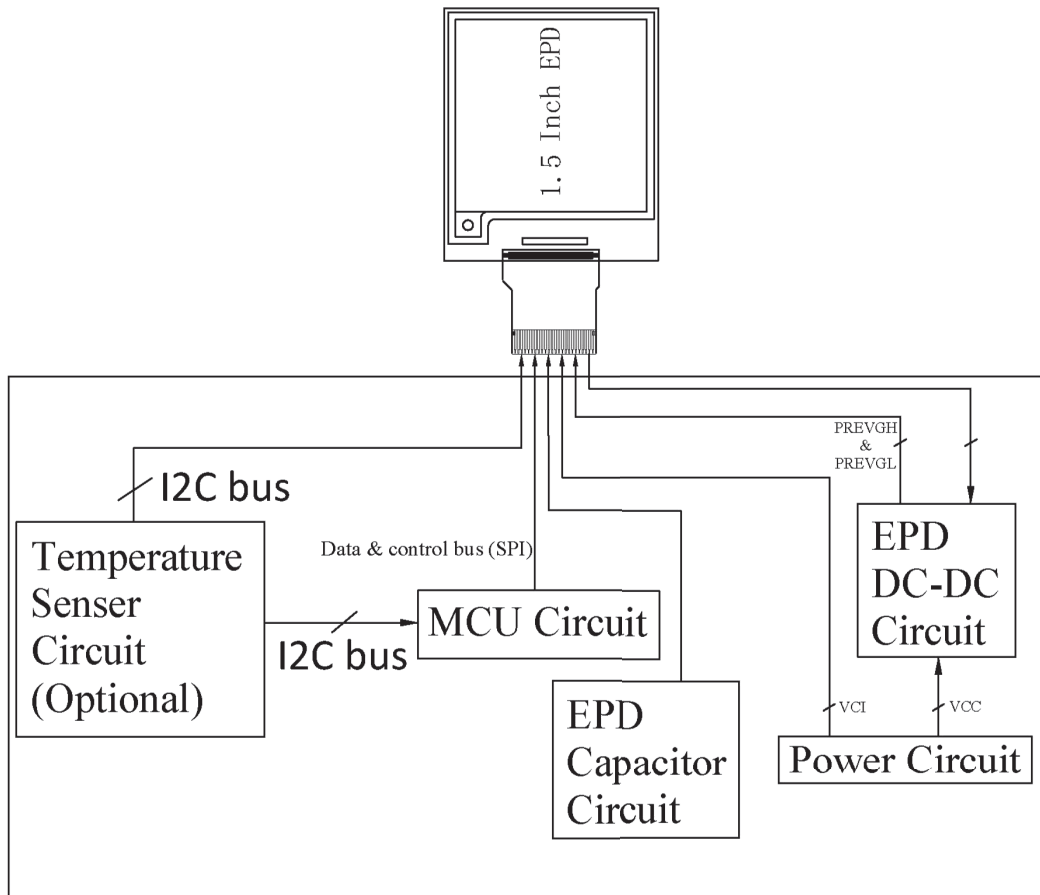 1.5 Inch EPD
PREVGH
&
PREVGL
I2C bus
Temperature
Senser
Circuit
(Optional)
Data & control bus (SPI)
I2C bus
MCU Circuit
EPD
DC-DC
Circuit
EPD
Capacitor
Circuit
VCI
VCC
Power Circuit